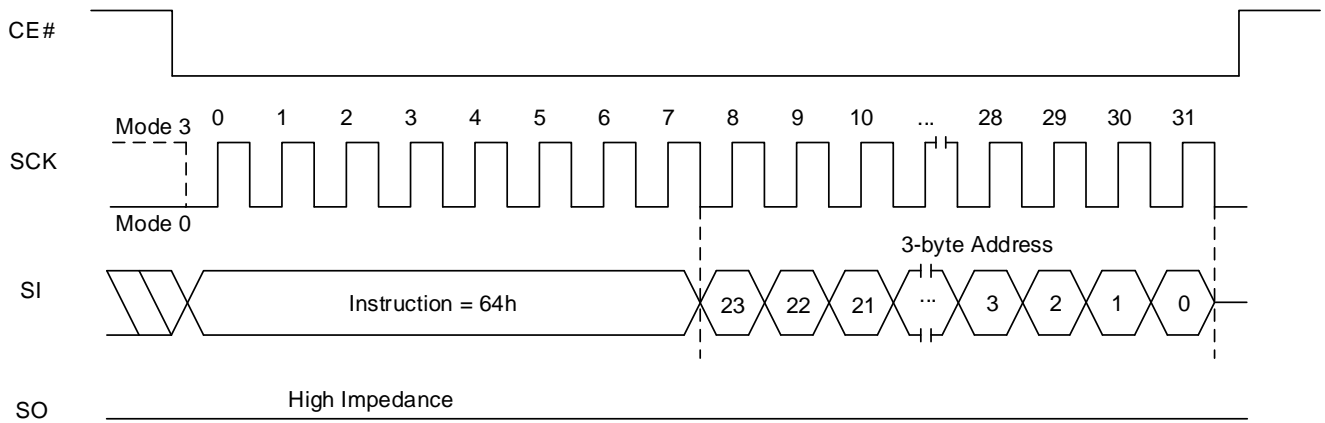 CE#
Mode 3
0 1 2 3 4 5 6 7 8 9 10 ... 28 29 30 31
SCK
Mode 0
3-byte Address
SI
Instruction = 64h
23 22 21 ... 3 2 1 0
High Impedance
SO